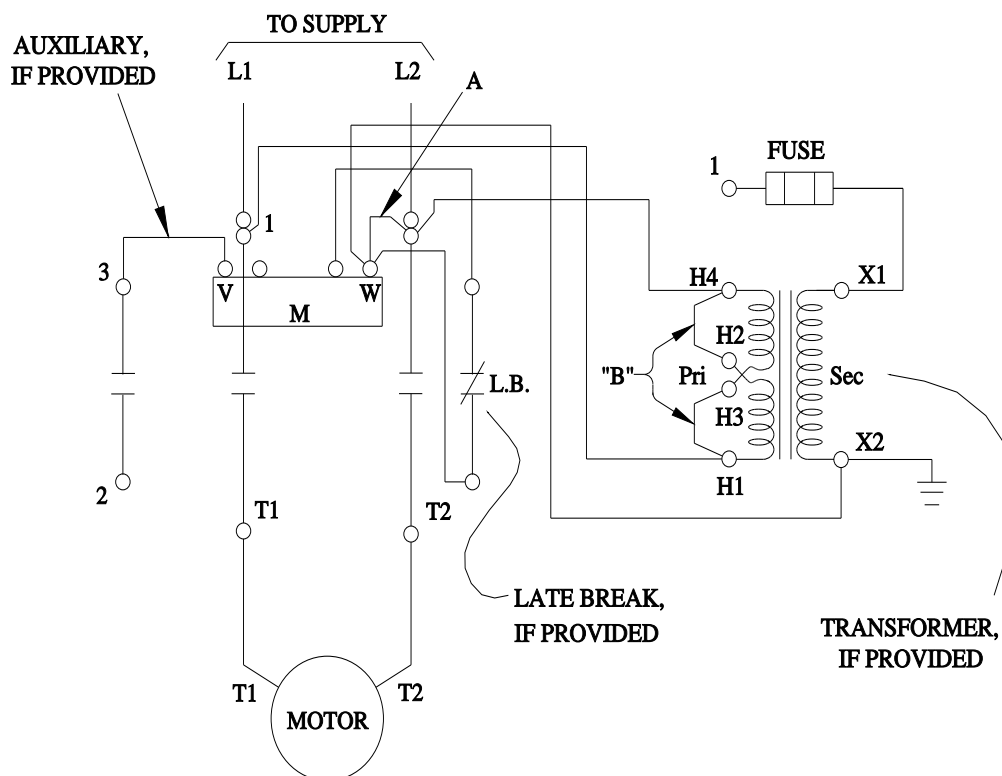 TO SUPPLY
AUXILIARY,
IF PROVIDED
L1
L2
A
1
FUSE
1
3
V
W
M
H4
X1
H2
"B"
Pri
Sec
L.B.
H3
X2
H1
2
T1
T2
LATE BREAK,
IF PROVIDED
TRANSFORMER,
IF PROVIDED
T1
T2
MOTOR